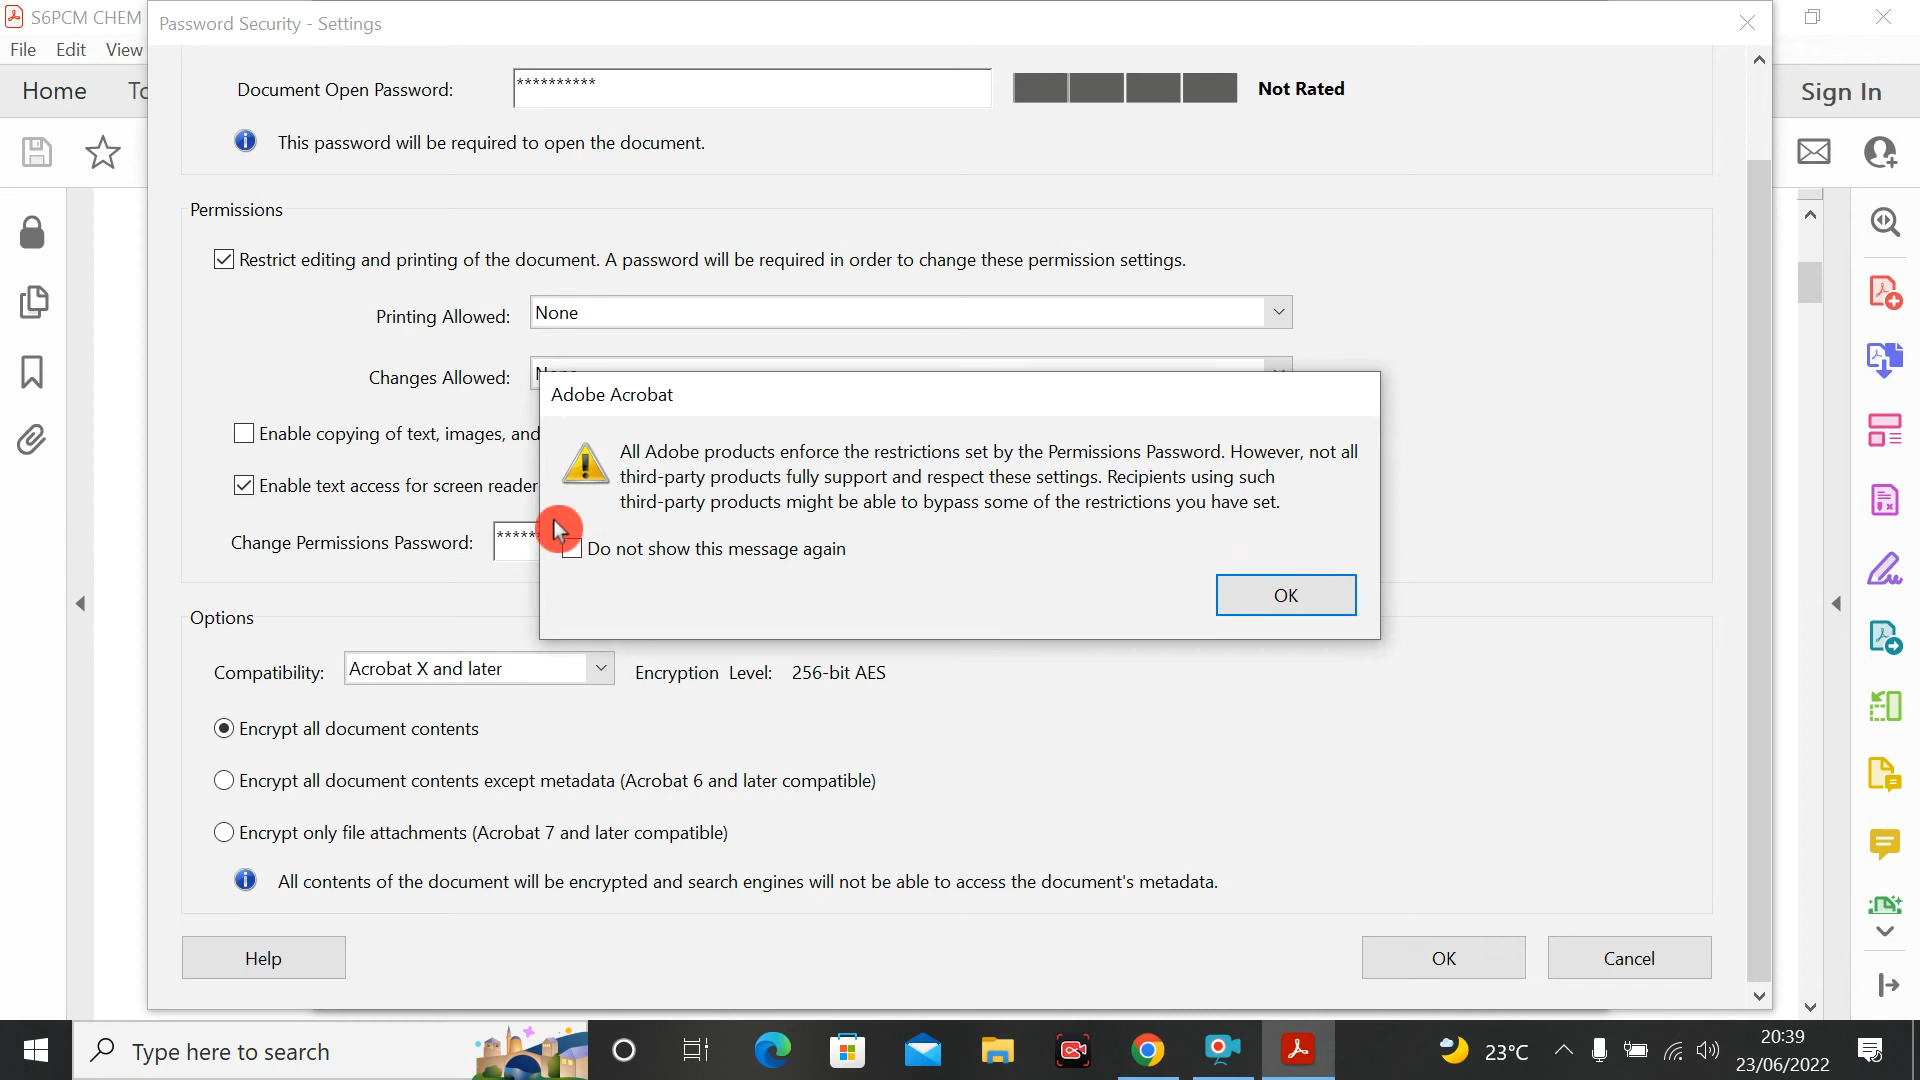 S6PCM CHEM
Password Security - Settings
File Edit View
Home
Sign In
Document Open Password:
**********
Not Rated
This password will be required to open the document.
Permissions
Restrict editing and printing of the document. A password will be required in order to change these permission settings.
Printing Allowed:
None
Changes Allowed:
Adobe Acrobat
Enable copying of text, images, and
All Adobe products enforce the restrictions set by the Permissions Password. However, not all
third-party products fully support and respect these settings. Recipients using such
third-party products might be able to bypass some of the restrictions you have set.
Enable text access for screen reader
Change Permissions Password:
*****
Do not show this message again
OK
Options
Compatibility:
Acrobat X and later
Encryption Level: 256-bit AES
Encrypt all document contents
Encrypt all document contents except metadata (Acrobat 6 and later compatible)
Encrypt only file attachments (Acrobat 7 and later compatible)
All contents of the document will be encrypted and search engines will not be able to access the document's metadata.
Help
OK
Cancel
Type here to search
23°C
20:39
23/06/2022